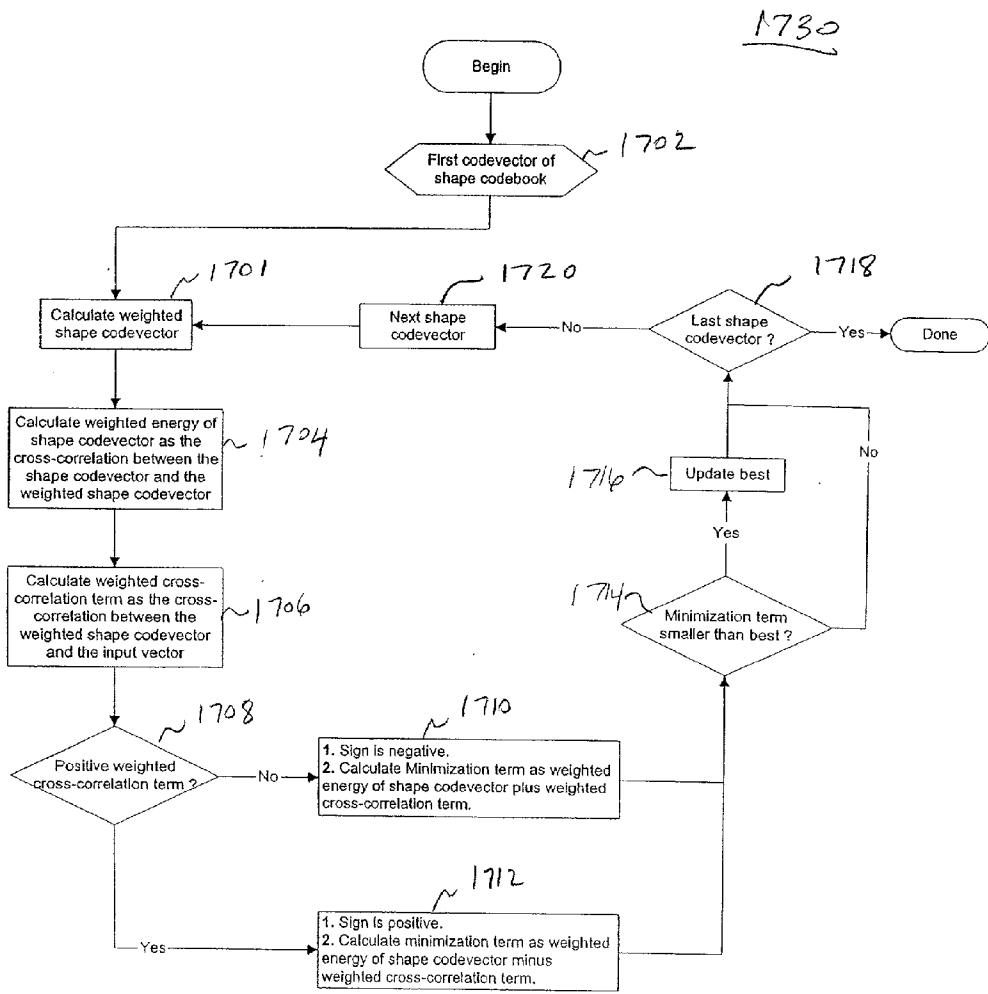 1730
Begin
First codevector of
shape codebook
1702
1701
Calculate weighted
shape codevector
1720
Next shape
codevector
No
1718
Last shape
codevector ?
Yes
Done
Calculate weighted energy of
shape codevector as the
cross-correlation between the
shape codevector and the
weighted shape codevector
1704
1716
Update best
No
Yes
Calculate weighted cross-
correlation term as the cross-
correlation between the
weighted shape codevector
and the input vector
1706
1714
Minimization term
smaller than best ?
1708
Positive weighted
cross-correlation term ?
No
1710
1. Sign is negative.
2. Calculate Minimization term as weighted
energy of shape codevector plus weighted
cross-correlation term.
1712
Yes
1. Sign is positive.
2. Calculate minimization term as weighted
energy of shape codevector minus
weighted cross-correlation term.